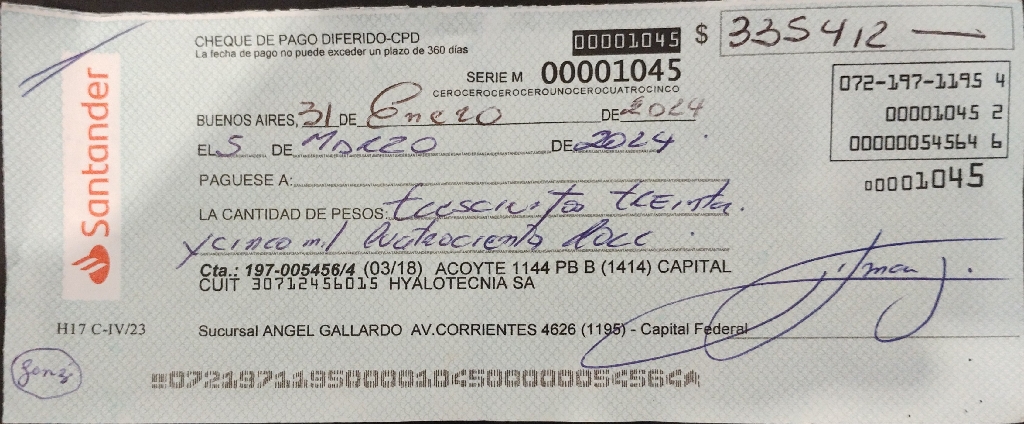 CHEQUE DE PAGO DIFERIDO-CPD
La fecha de pago no puede exceder un plazo de 360 días
00001045 $ 335412 —
SERIE M 00001045
CEROCEROCEROCEROUNOCEROCUATROCINCO
072-197-1195 4
00001045 2
00000054564 6
00001045
BUENOS AIRES, 31 DE Enero DE 2024
EL 5 DE Marzo DE 2024
PAGUESE A:
LA CANTIDAD DE PESOS: trescientos treinta
y cinco mil cuatrociento doce
Cta.: 197-005456/4 (03/18) ACOYTE 1144 PB B (1414) CAPITAL
CUIT 30712456015 HYALOTECNIA SA
Sucursal ANGEL GALLARDO AV.CORRIENTES 4626 (1195) - Capital Federal
Santander
H17 C-IV/23
07219711950000104500000054564